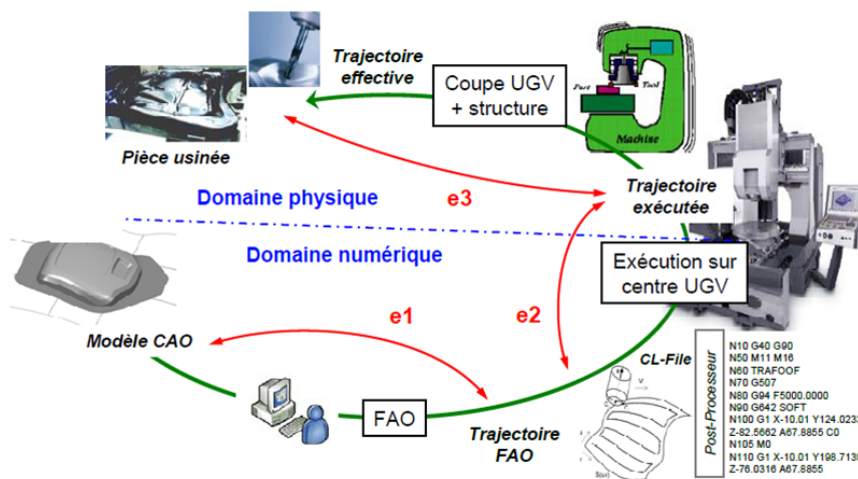 Trajectoire
effective
Coupe UGV
+ structure
Part
Tool
Machine
Pièce usinée
Domaine physique
e3
Trajectoire
exécutée
Domaine numérique
Exécution sur
centre UGV
e1
e2
Modèle CAO
CL-File
FAO
Trajectoire
FAO
Post-Processeur
N10 G40 G90
N50 M11 M16
N60 TRAFOOF
N70 G507
N80 G94 F5000.0000
N90 G642 SOFT
N100 G1 X-10.01 Y124.0233
Z-82.5662 A67.8855 C0
N105 M0
N110 G1 X-10.01 Y198.7138
Z-76.0316 A67.8855